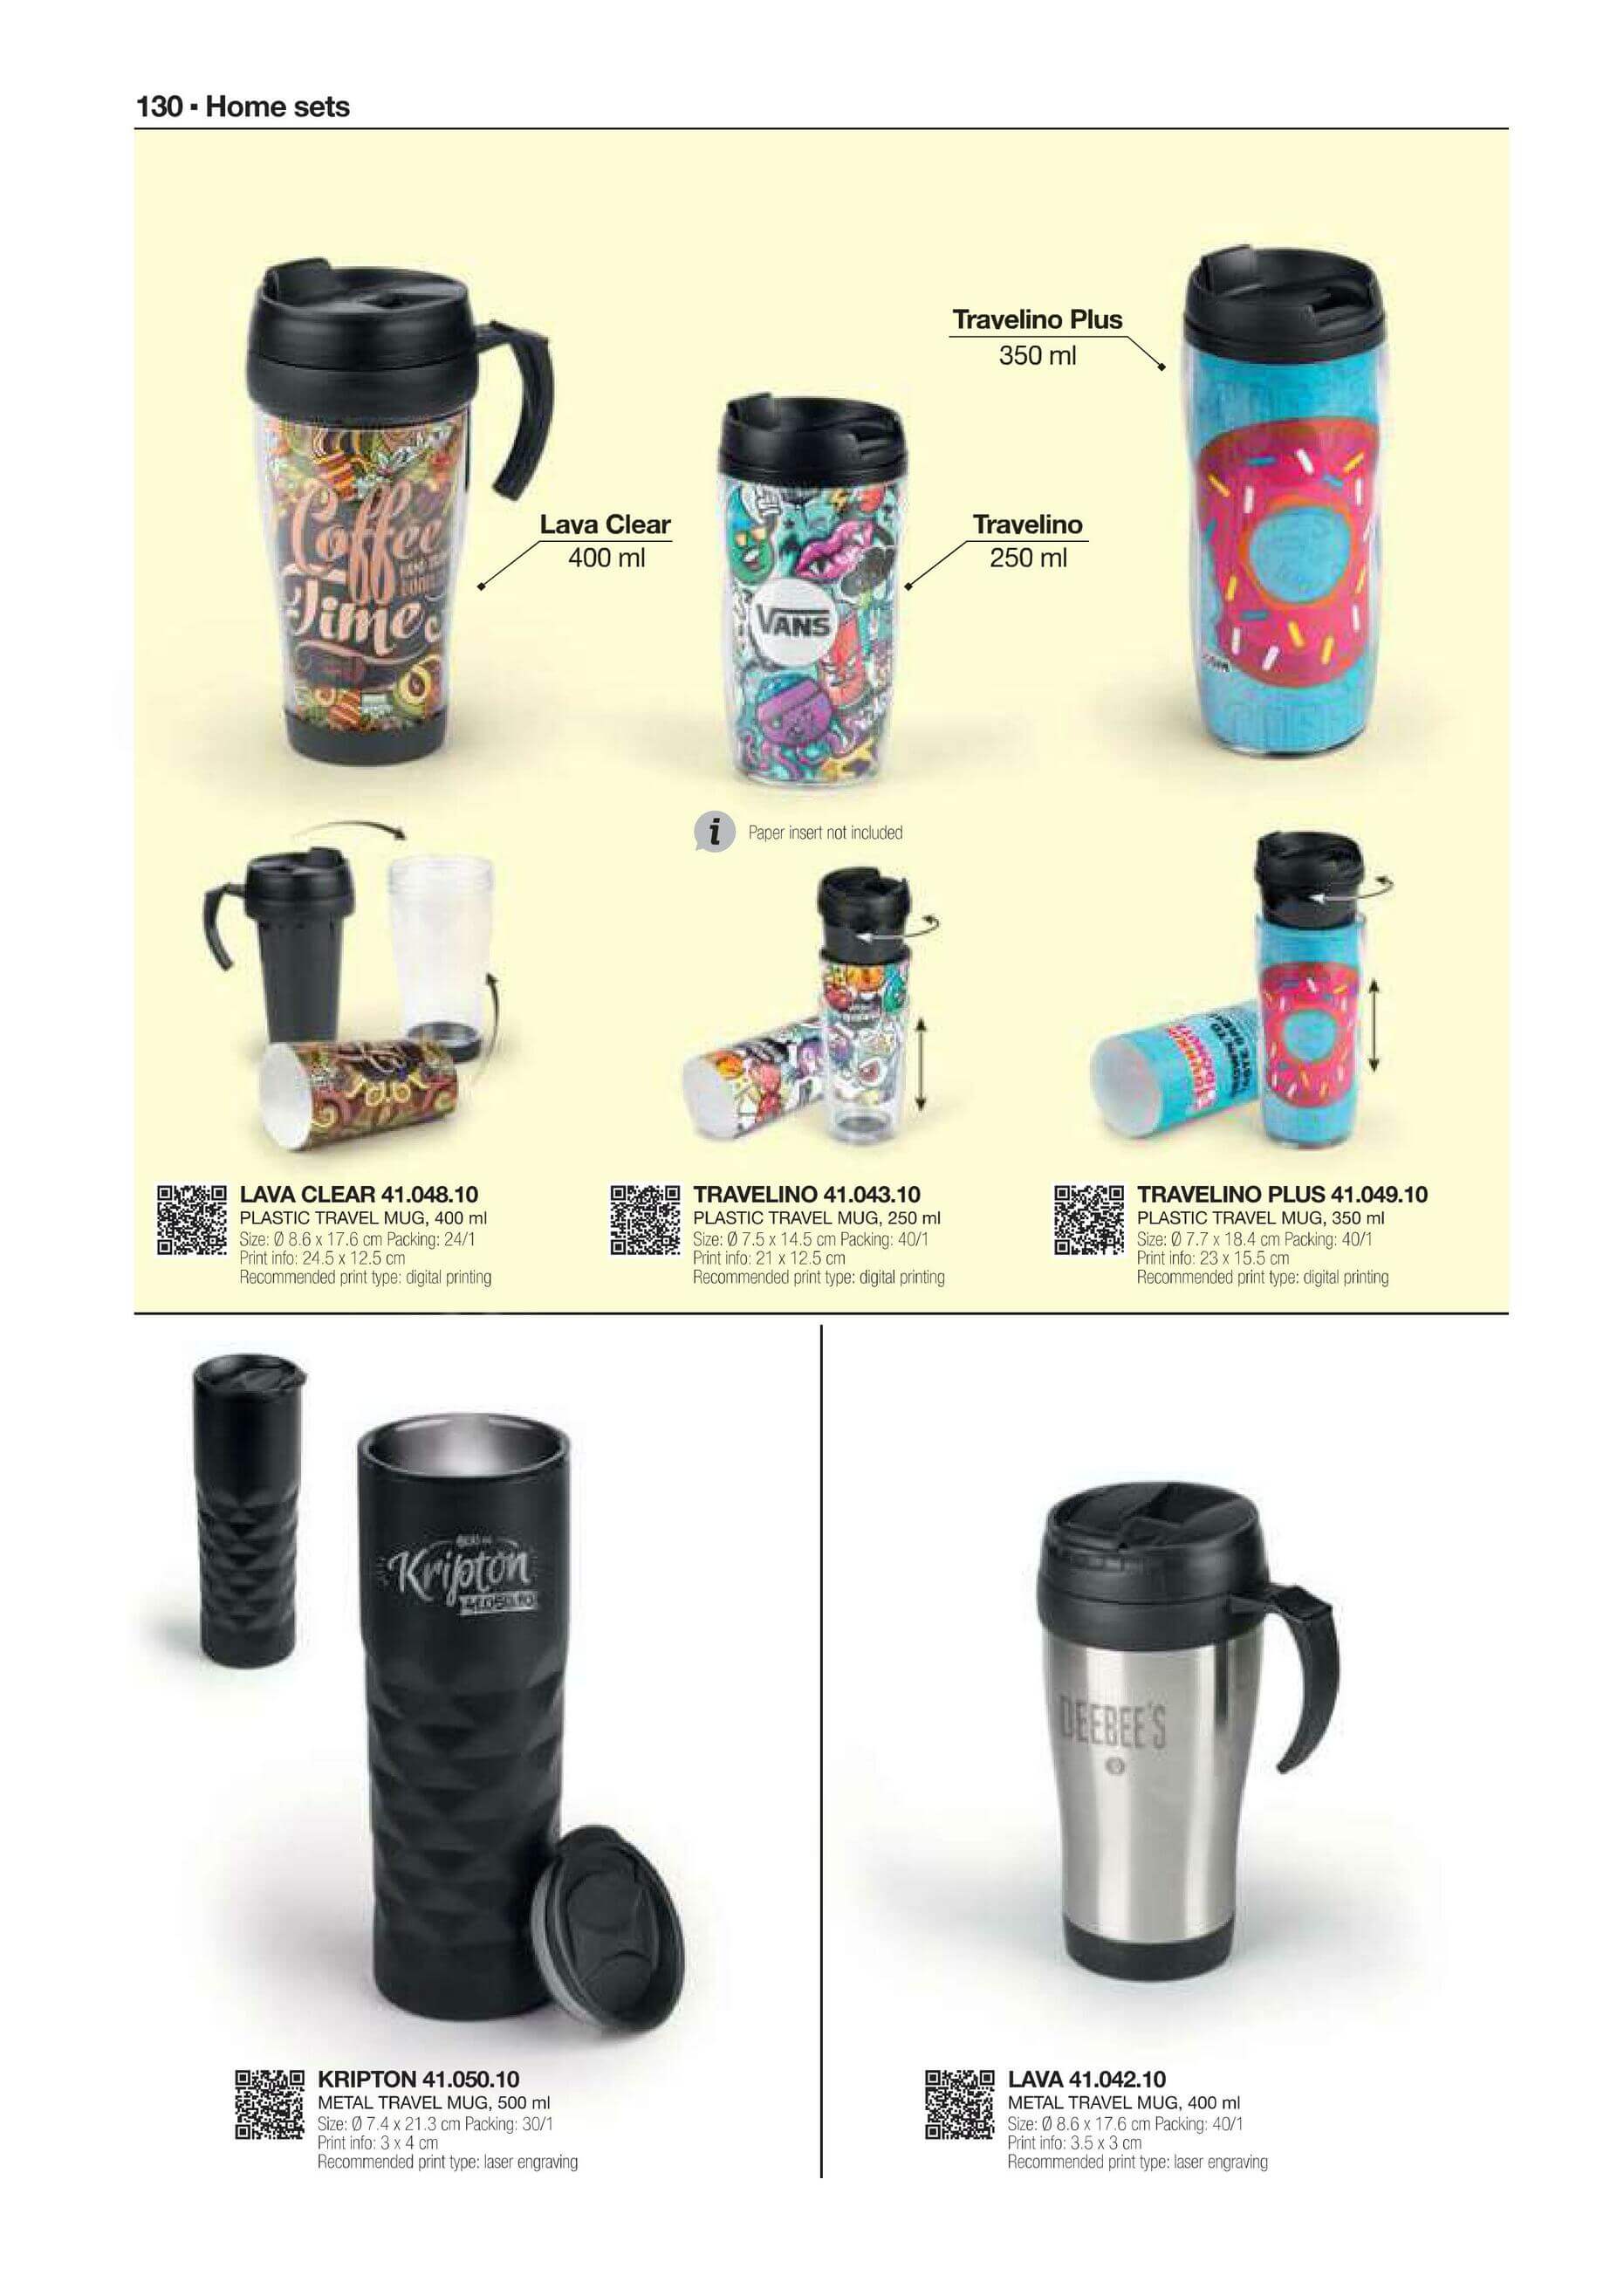 130 ▪ Home sets
Travelino Plus
350 ml
Lava Clear
400 ml
Travelino
250 ml
Coffee
Time
VANS
i Paper insert not included
LAVA CLEAR 41.048.10
PLASTIC TRAVEL MUG, 400 ml
Size: Ø 8.6 x 17.6 cm Packing: 24/1
Print info: 24.5 x 12.5 cm
Recommended print type: digital printing
TRAVELINO 41.043.10
PLASTIC TRAVEL MUG, 250 ml
Size: Ø 7.5 x 14.5 cm Packing: 40/1
Print info: 21 x 12.5 cm
Recommended print type: digital printing
TRAVELINO PLUS 41.049.10
PLASTIC TRAVEL MUG, 350 ml
Size: Ø 7.7 x 18.4 cm Packing: 40/1
Print info: 23 x 15.5 cm
Recommended print type: digital printing
Kripton
41.050.10
DEEBEE'S
KRIPTON 41.050.10
METAL TRAVEL MUG, 500 ml
Size: Ø 7.4 x 21.3 cm Packing: 30/1
Print info: 3 x 4 cm
Recommended print type: laser engraving
LAVA 41.042.10
METAL TRAVEL MUG, 400 ml
Size: Ø 8.6 x 17.6 cm Packing: 40/1
Print info: 3.5 x 3 cm
Recommended print type: laser engraving